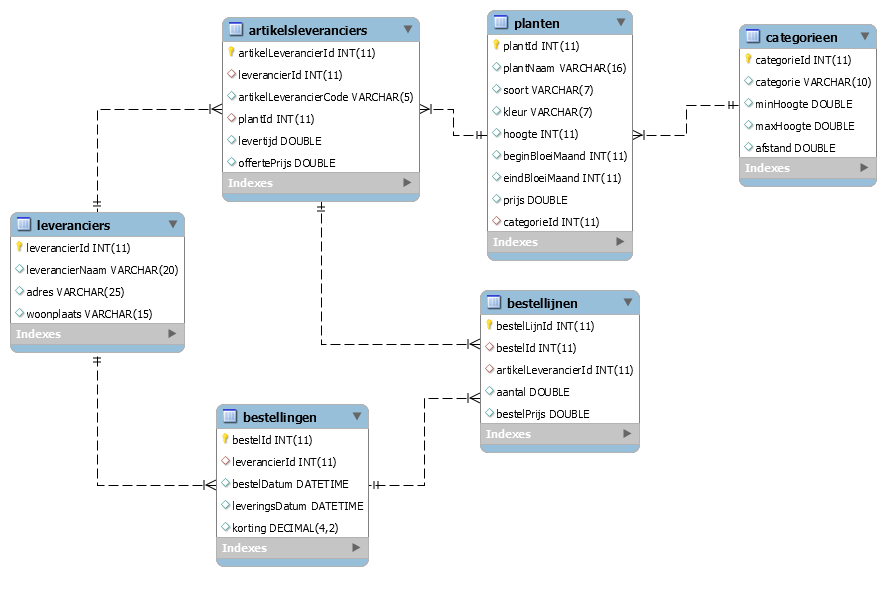 artikelsleveranciers
artikelLeverancierId INT(11)
leverancierId INT(11)
artikelLeverancierCode VARCHAR(5)
plantId INT(11)
levertijd DOUBLE
offertePrijs DOUBLE
Indexes
planten
plantId INT(11)
plantNaam VARCHAR(16)
soort VARCHAR(7)
kleur VARCHAR(7)
hoogte INT(11)
beginBloeiMaand INT(11)
eindBloeiMaand INT(11)
prijs DOUBLE
categorieId INT(11)
Indexes
categorieen
categorieId INT(11)
categorie VARCHAR(10)
minHoogte DOUBLE
maxHoogte DOUBLE
afstand DOUBLE
Indexes
leveranciers
leverancierId INT(11)
leverancierNaam VARCHAR(20)
adres VARCHAR(25)
woonplaats VARCHAR(15)
Indexes
bestellijnen
bestelLijnId INT(11)
bestelId INT(11)
artikelLeverancierId INT(11)
aantal DOUBLE
bestelPrijs DOUBLE
Indexes
bestellingen
bestelId INT(11)
leverancierId INT(11)
bestelDatum DATETIME
leveringsDatum DATETIME
korting DECIMAL(4,2)
Indexes